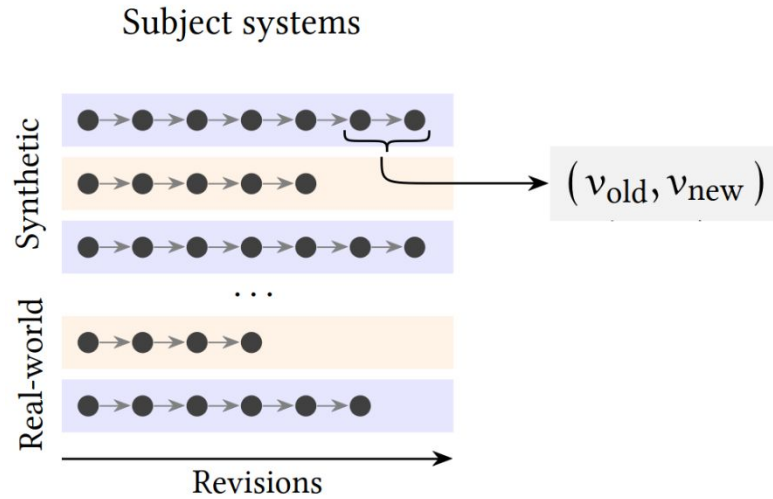 Subject systems
Synthetic
(v_old, v_new)
...
Real-world
Revisions